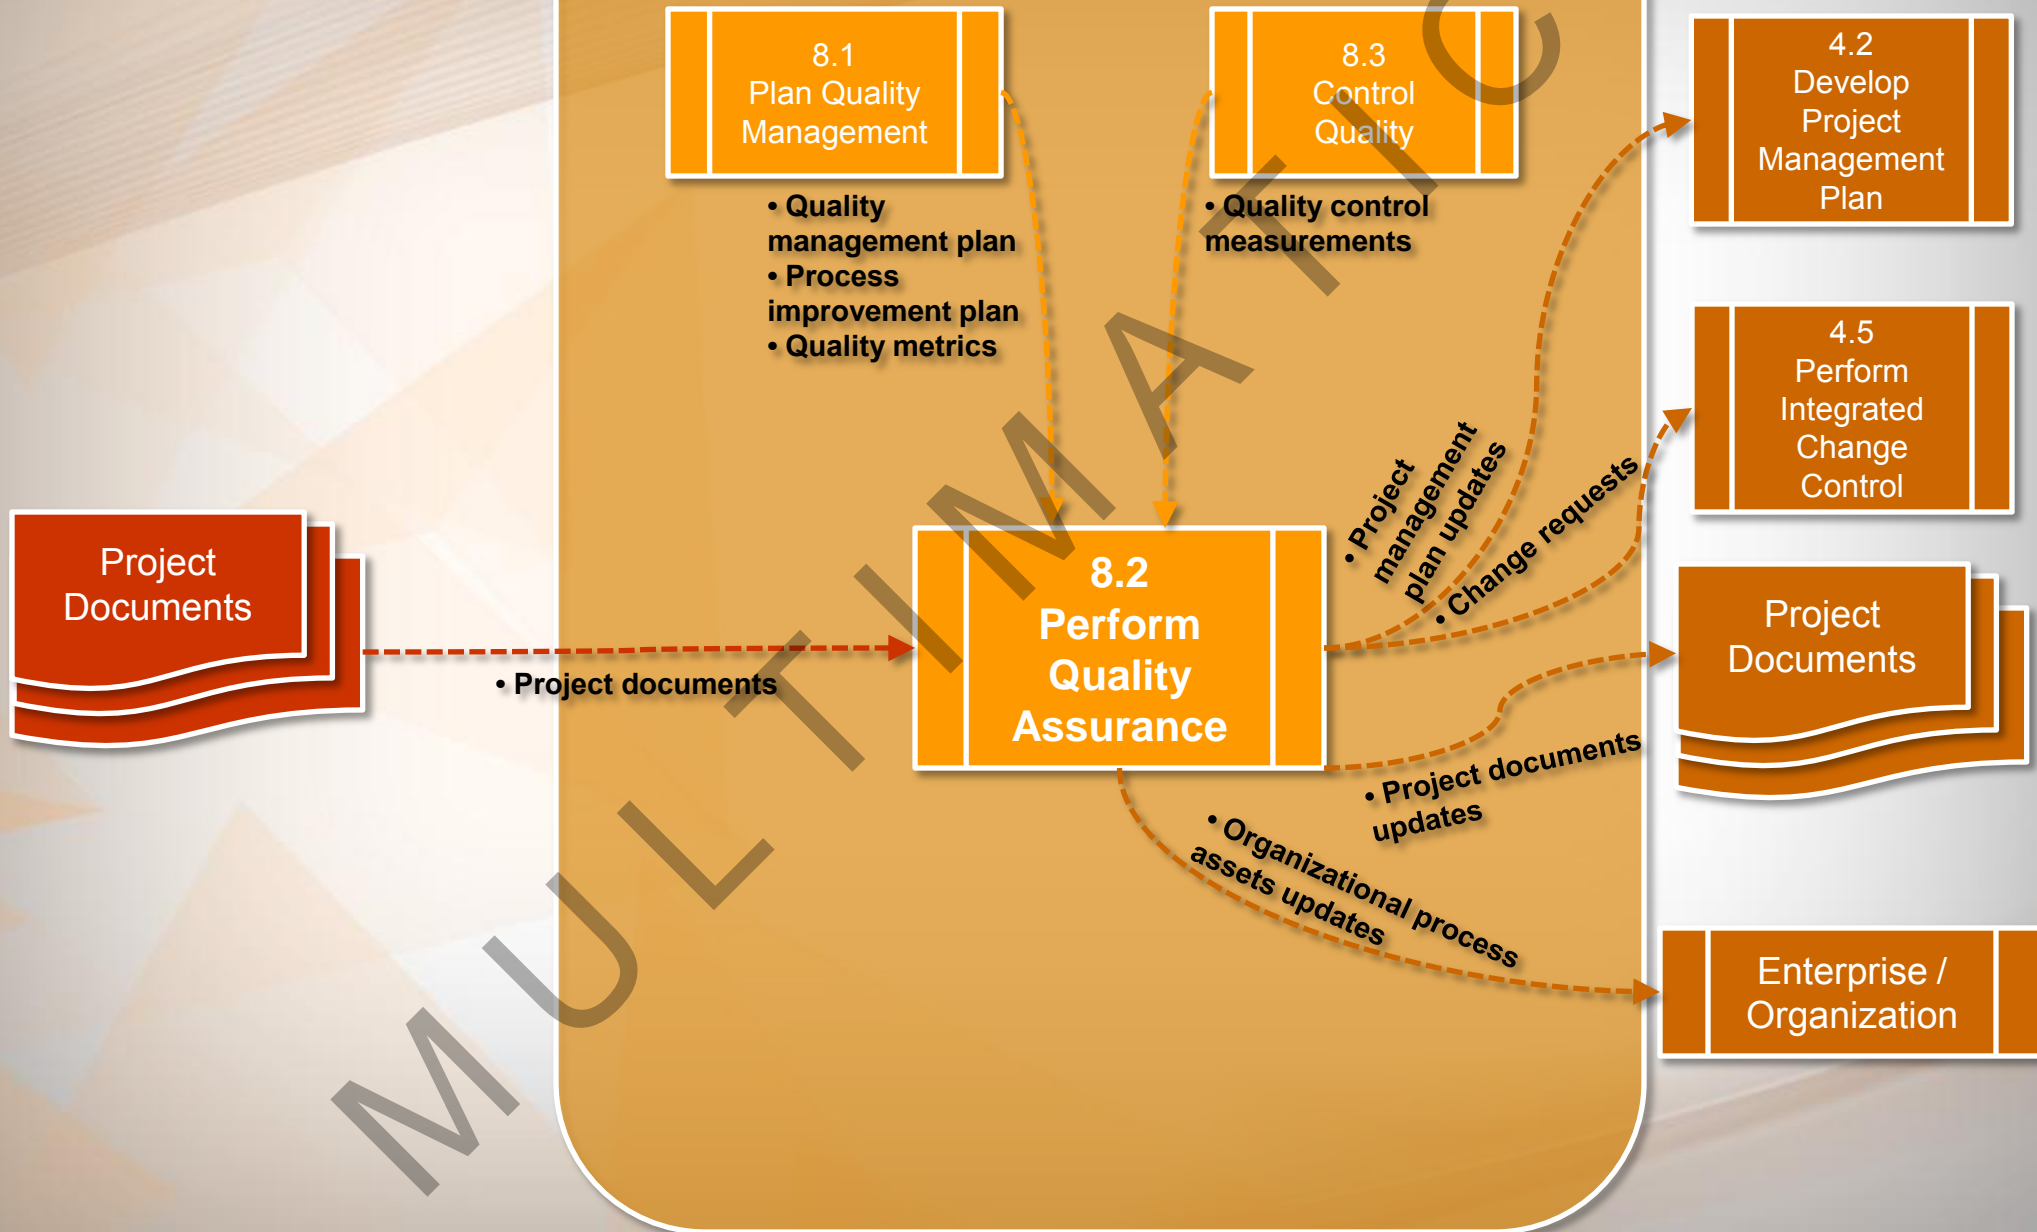 8.1
Plan Quality
Management
8.3
Control
Quality
4.2
Develop
Project
Management
Plan
• Quality
management plan
• Process
improvement plan
• Quality metrics
• Quality control
measurements
4.5
Perform
Integrated
Change
Control
• Project
management
plan updates
• Change requests
Project
Documents
• Project documents
8.2
Perform
Quality
Assurance
Project
Documents
• Project documents
updates
• Organizational process
assets updates
Enterprise /
Organization
MULTIMATIC